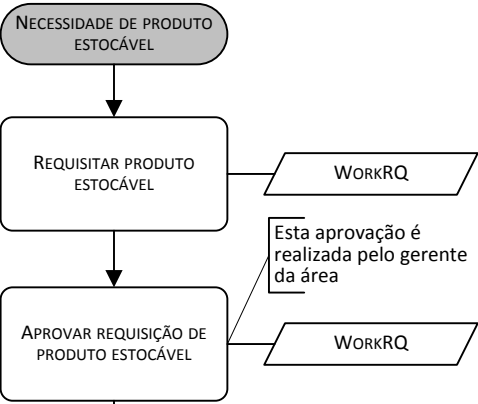 NECESSIDADE DE PRODUTO
ESTOCÁVEL
REQUISITAR PRODUTO
ESTOCÁVEL
WORKRQ
Esta aprovação é
realizada pelo gerente
da área
APROVAR REQUISIÇÃO DE
PRODUTO ESTOCÁVEL
WORKRQ